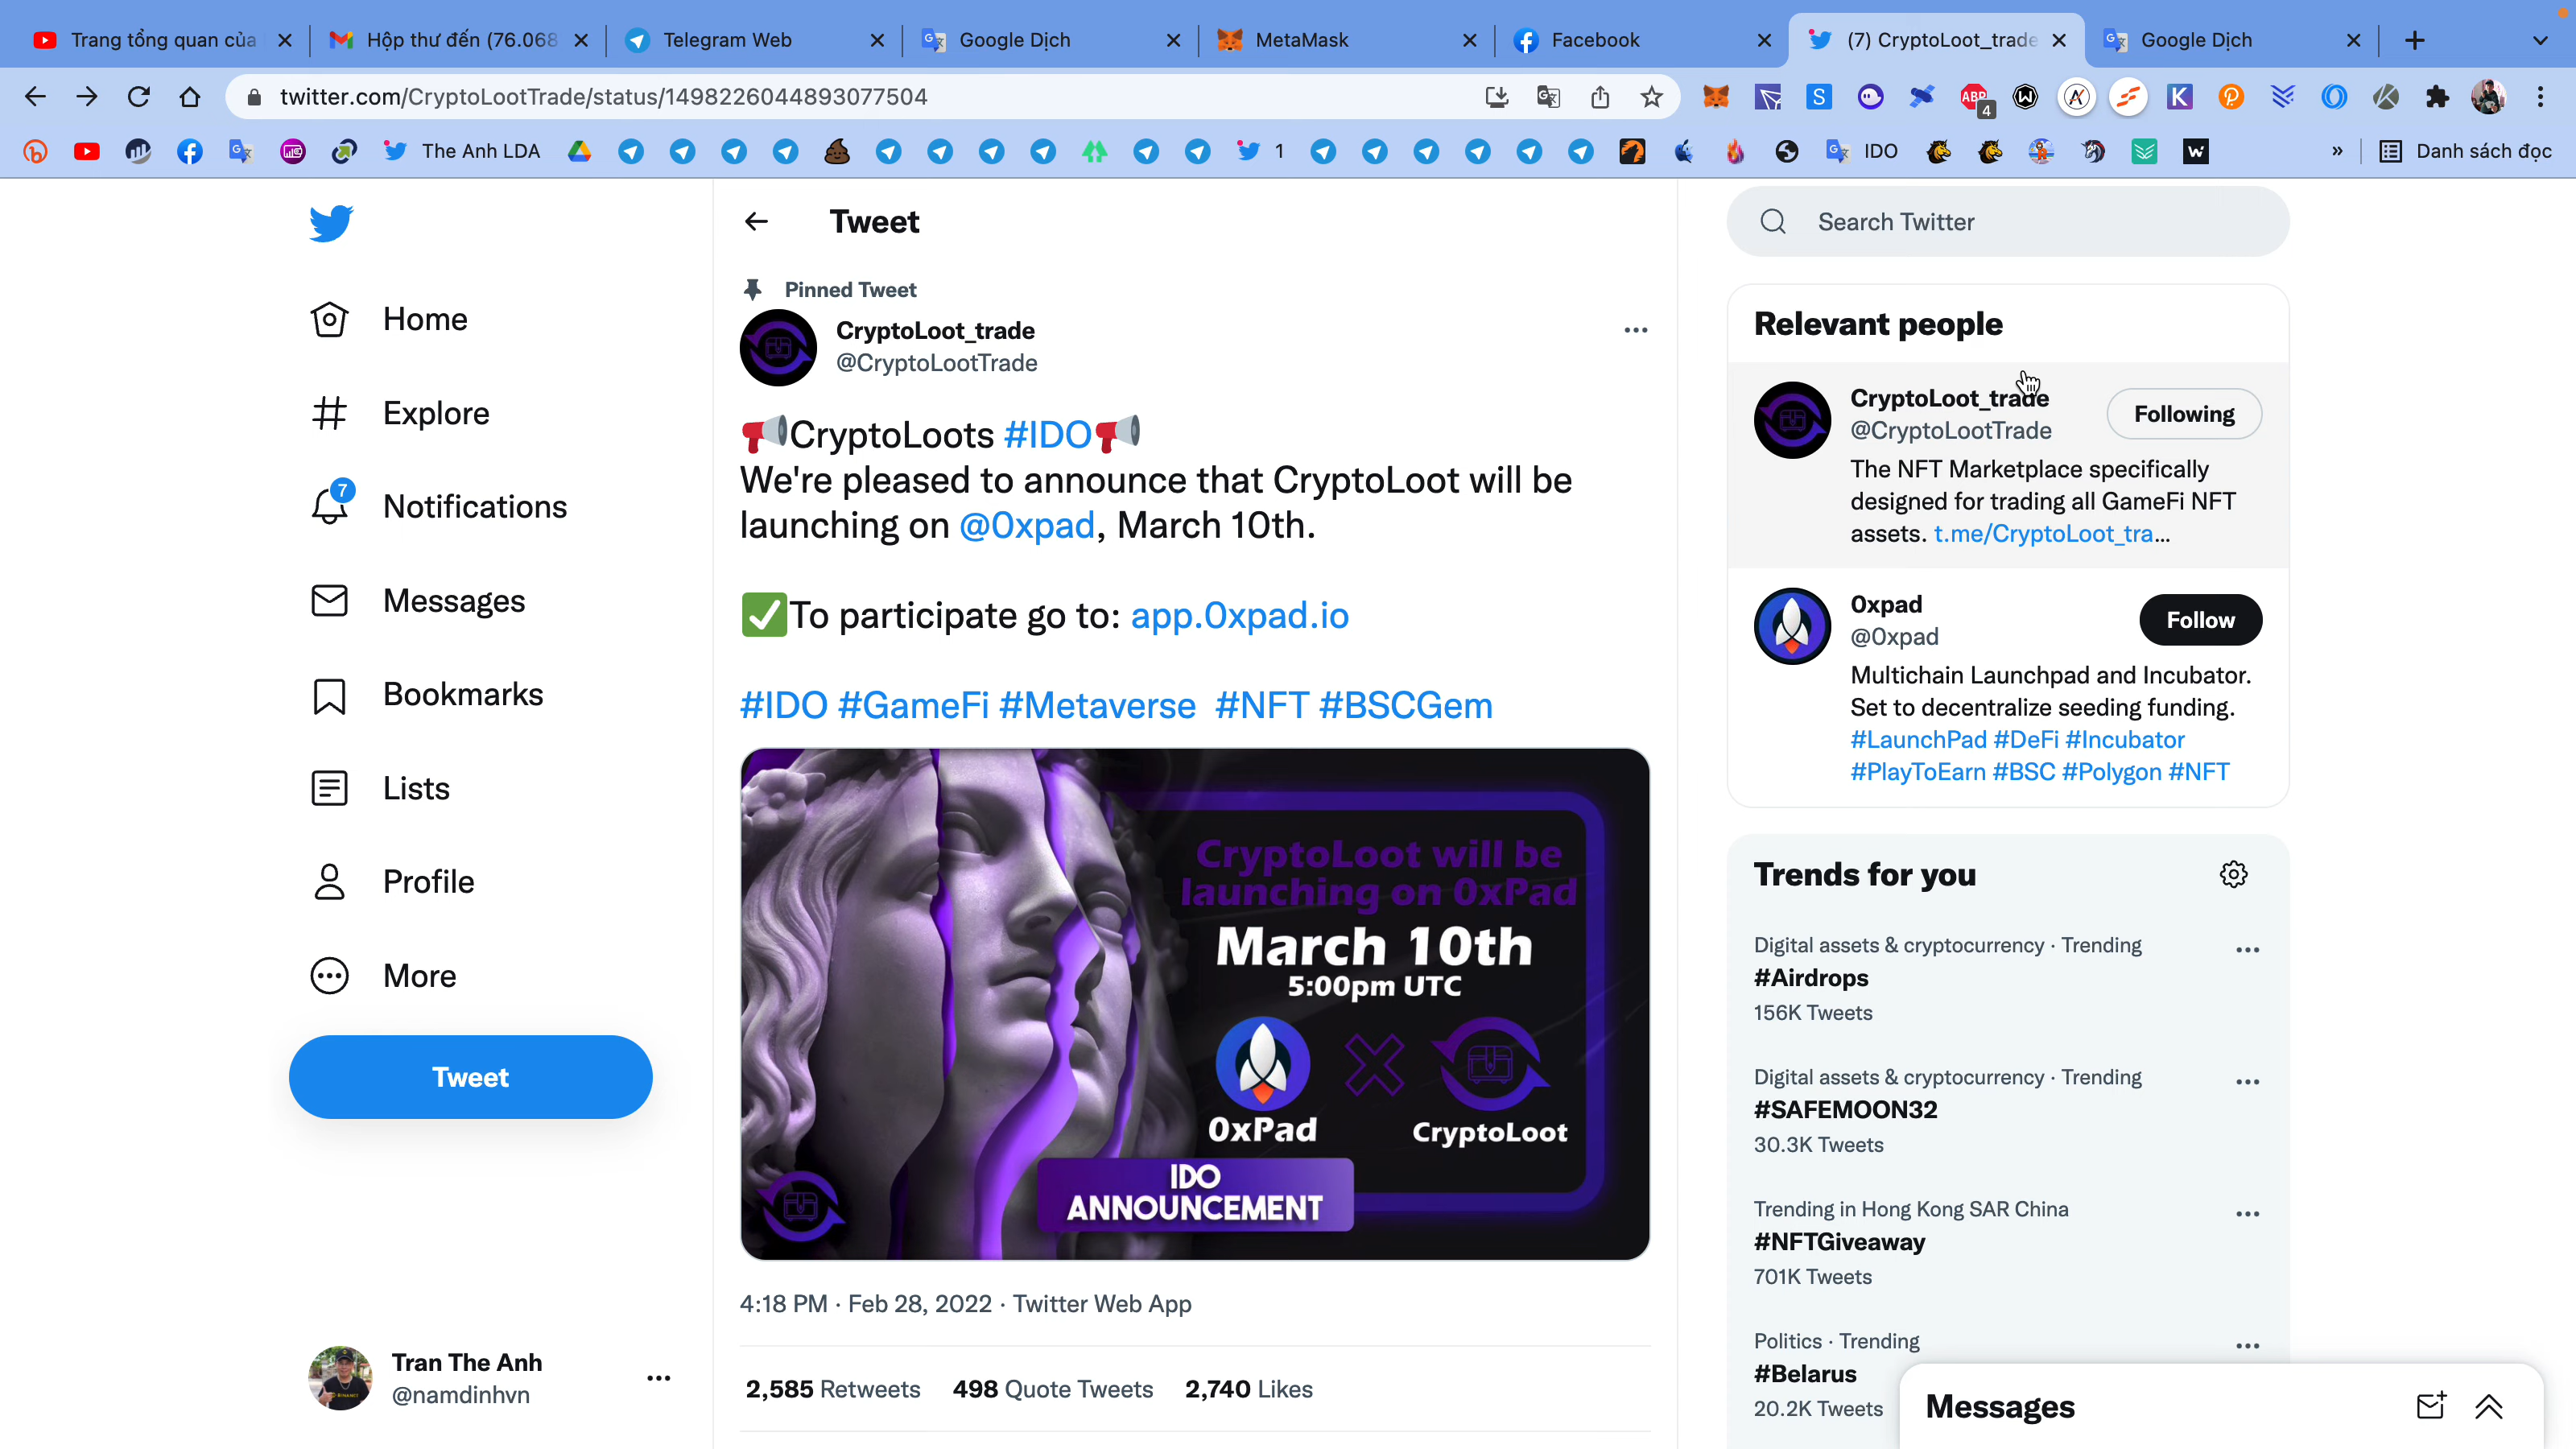 Trang tổng quan của
Hộp thư đến (76.068
Telegram Web
Google Dịch
MetaMask
Facebook
(7) CryptoLoot_trade
Google Dịch
twitter.com/CryptoLootTrade/status/1498226044893077504
ABP
4
The Anh LDA
1
IDO
Danh sách đọc
Home
Explore
7
Notifications
Messages
Bookmarks
Lists
Profile
More
Tweet
Tran The Anh
@namdinhvn
Tweet
Pinned Tweet
CryptoLoot_trade
@CryptoLootTrade
CryptoLoots #IDO
We're pleased to announce that CryptoLoot will be
launching on @0xpad, March 10th.
To participate go to: app.0xpad.io
#IDO #GameFi #Metaverse #NFT #BSCGem
CryptoLoot will be
launching on 0xPad
March 10th
5:00pm UTC
0xPad
CryptoLoot
IDO
ANNOUNCEMENT
4:18 PM · Feb 28, 2022 · Twitter Web App
2,585 Retweets 498 Quote Tweets 2,740 Likes
Search Twitter
Relevant people
CryptoLoot_trade
@CryptoLootTrade
Following
The NFT Marketplace specifically
designed for trading all GameFi NFT
assets. t.me/CryptoLoot_tra…
0xpad
@0xpad
Follow
Multichain Launchpad and Incubator.
Set to decentralize seeding funding.
#LaunchPad #DeFi #Incubator
#PlayToEarn #BSC #Polygon #NFT
Trends for you
Digital assets & cryptocurrency · Trending
#Airdrops
156K Tweets
Digital assets & cryptocurrency · Trending
#SAFEMOON32
30.3K Tweets
Trending in Hong Kong SAR China
#NFTGiveaway
701K Tweets
Politics · Trending
#Belarus
20.2K Tweets
Messages